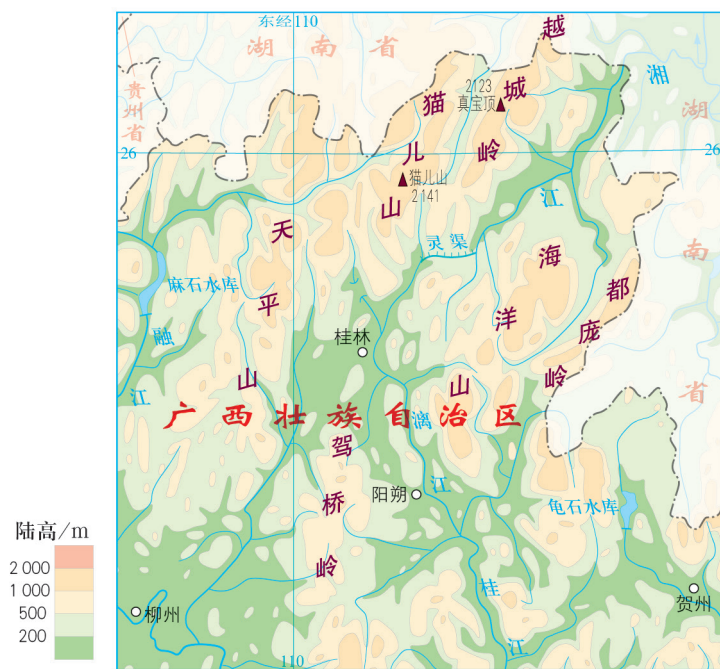 东经110
湖南省
越城岭
猫儿山
2123
真宝顶
湘江
贵州省
湖南省
26
26
猫儿山
2141
灵渠
天平山
海洋山
都庞岭
麻石水库
融江
桂林
广西壮族自治区
漓江
驾桥岭
阳朔
龟石水库
陆高/m
2 000
1 000
500
200
柳州
桂江
贺州
110